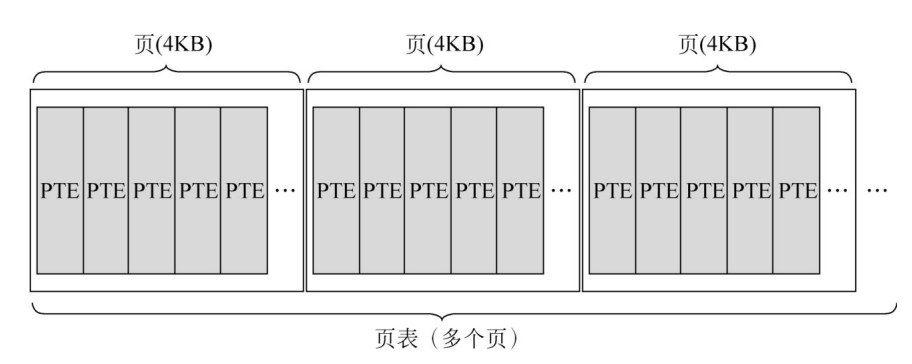 页(4KB) 页(4KB) 页(4KB)
PTE PTE PTE PTE PTE … PTE PTE PTE PTE PTE … PTE PTE PTE PTE PTE … …
页表（多个页）